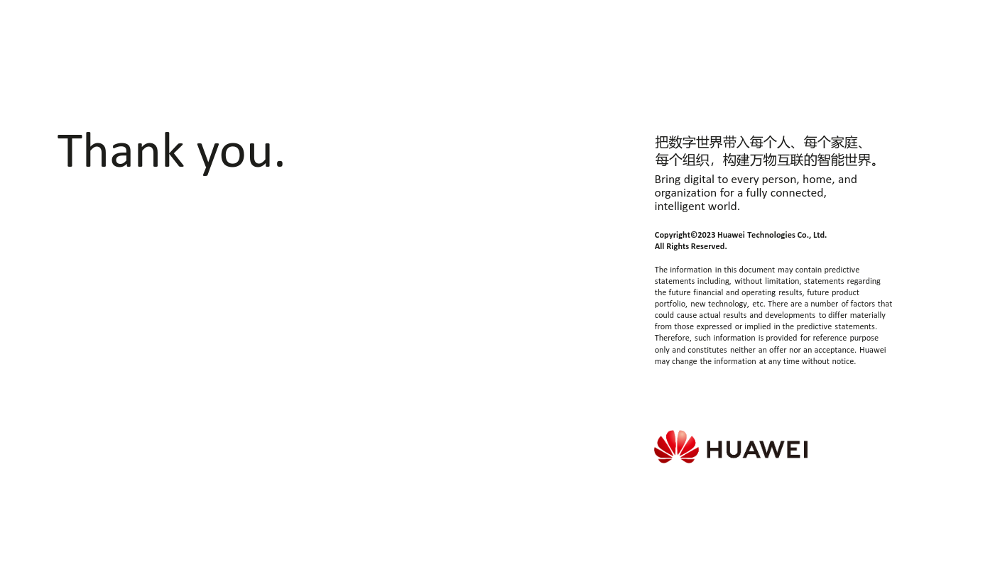 Thank you.
把数字世界带入每个人、每个家庭、
每个组织，构建万物互联的智能世界。
Bring digital to every person, home, and
organization for a fully connected,
intelligent world.
Copyright©2023 Huawei Technologies Co., Ltd.
All Rights Reserved.
The information in this document may contain predictive
statements including, without limitation, statements regarding
the future financial and operating results, future product
portfolio, new technology, etc. There are a number of factors that
could cause actual results and developments to differ materially
from those expressed or implied in the predictive statements.
Therefore, such information is provided for reference purpose
only and constitutes neither an offer nor an acceptance. Huawei
may change the information at any time without notice.
HUAWEI